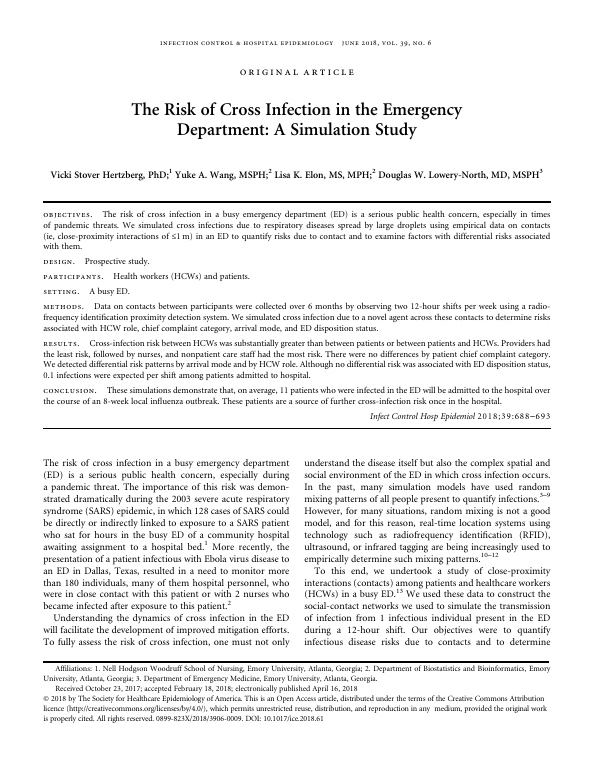 INFECTION CONTROL & HOSPITAL EPIDEMIOLOGY JUNE 2018, VOL. 39, NO. 6
ORIGINAL ARTICLE
The Risk of Cross Infection in the Emergency
Department: A Simulation Study
Vicki Stover Hertzberg, PhD;1 Yuke A. Wang, MSPH;2 Lisa K. Elon, MS, MPH;2 Douglas W. Lowery-North, MD, MSPH3
OBJECTIVES. The risk of cross infection in a busy emergency department (ED) is a serious public health concern, especially in times
of pandemic threat. We simulated cross infections due to respiratory diseases spread by large droplets using empirical data on contacts
(ie, close-proximity interactions of ≤1 m) in an ED to quantify risks due to contact and to examine factors with differential risks associated
with them.
DESIGN. Prospective study.
PARTICIPANTS. Health workers (HCWs) and patients.
SETTING. A busy ED.
METHODS. Data on contacts between participants were collected over 6 months by observing two 12-hour shifts per week using a radio-
frequency identification proximity detection system. We simulated cross infection due to a novel agent across these contacts to determine risks
associated with HCW role, chief complaint category, arrival mode, and ED disposition status.
RESULTS. Cross-infection risk between HCWs was substantially greater than between patients or between patients and HCWs. Providers had
the least risk, followed by nurses, and nonpatient care staff had the most risk. There were no differences by patient chief complaint category.
We detected differential risk patterns by arrival mode and by HCW role. Although no differential risk was associated with ED disposition status,
0.1 infections were expected per shift among patients admitted to hospital.
CONCLUSION. These simulations demonstrate that, on average, 11 patients who were infected in the ED will be admitted to the hospital over
the course of an 8-week local influenza outbreak. These patients are a source of further cross-infection risk once in the hospital.
Infect Control Hosp Epidemiol 2018;39:688–693
The risk of cross infection in a busy emergency department
(ED) is a serious public health concern, especially during
a pandemic threat. The importance of this risk was demon-
strated dramatically during the 2003 severe acute respiratory
syndrome (SARS) epidemic, in which 128 cases of SARS could
be directly or indirectly linked to exposure to a SARS patient
who sat for hours in the busy ED of a community hospital
awaiting assignment to a hospital bed.1 More recently, the
presentation of a patient infectious with Ebola virus disease to
an ED in Dallas, Texas, resulted in a need to monitor more
than 180 individuals, many of them hospital personnel, who
were in close contact with this patient or with 2 nurses who
became infected after exposure to this patient.2
Understanding the dynamics of cross infection in the ED
will facilitate the development of improved mitigation efforts.
To fully assess the risk of cross infection, one must not only
understand the disease itself but also the complex spatial and
social environment of the ED in which cross infection occurs.
In the past, many simulation models have used random
mixing patterns of all people present to quantify infections.3–9
However, for many situations, random mixing is not a good
model, and for this reason, real-time location systems using
technology such as radiofrequency identification (RFID),
ultrasound, or infrared tagging are being increasingly used to
empirically determine such mixing patterns.10–12
To this end, we undertook a study of close-proximity
interactions (contacts) among patients and healthcare workers
(HCWs) in a busy ED.13 We used these data to construct the
social-contact networks we used to simulate the transmission
of infection from 1 infectious individual present in the ED
during a 12-hour shift. Our objectives were to quantify
infectious disease risks due to contacts and to determine
Affiliations: 1. Nell Hodgson Woodruff School of Nursing, Emory University, Atlanta, Georgia; 2. Department of Biostatistics and Bioinformatics, Emory
University, Atlanta, Georgia; 3. Department of Emergency Medicine, Emory University, Atlanta, Georgia.
Received October 23, 2017; accepted February 18, 2018; electronically published April 16, 2018
© 2018 by The Society for Healthcare Epidemiology of America. This is an Open Access article, distributed under the terms of the Creative Commons Attribution
licence (http://creativecommons.org/licenses/by/4.0/), which permits unrestricted reuse, distribution, and reproduction in any medium, provided the original work
is properly cited. All rights reserved. 0899-823X/2018/3906-0009. DOI: 10.1017/ice.2018.61